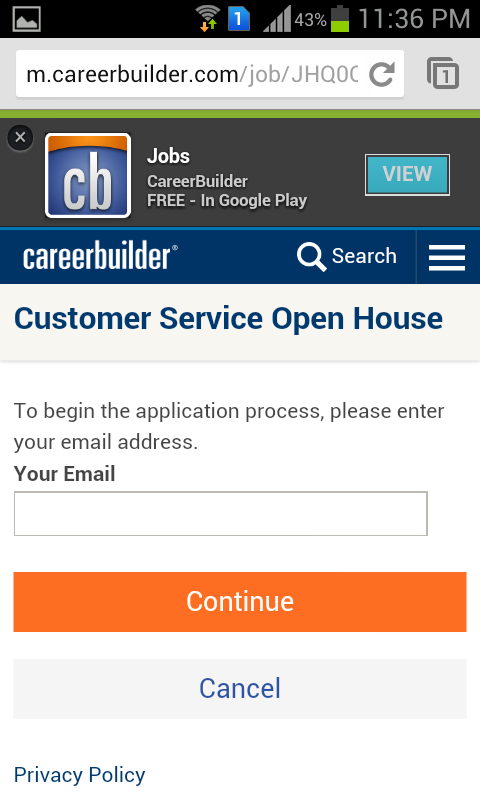 1 43% 11:36 PM
m.careerbuilder.com/job/JHQ0
1
Jobs
cb
CareerBuilder
FREE - In Google Play
VIEW
careerbuilder® Search
Customer Service Open House
To begin the application process, please enter
your email address.
Your Email
Continue
Cancel
Privacy Policy